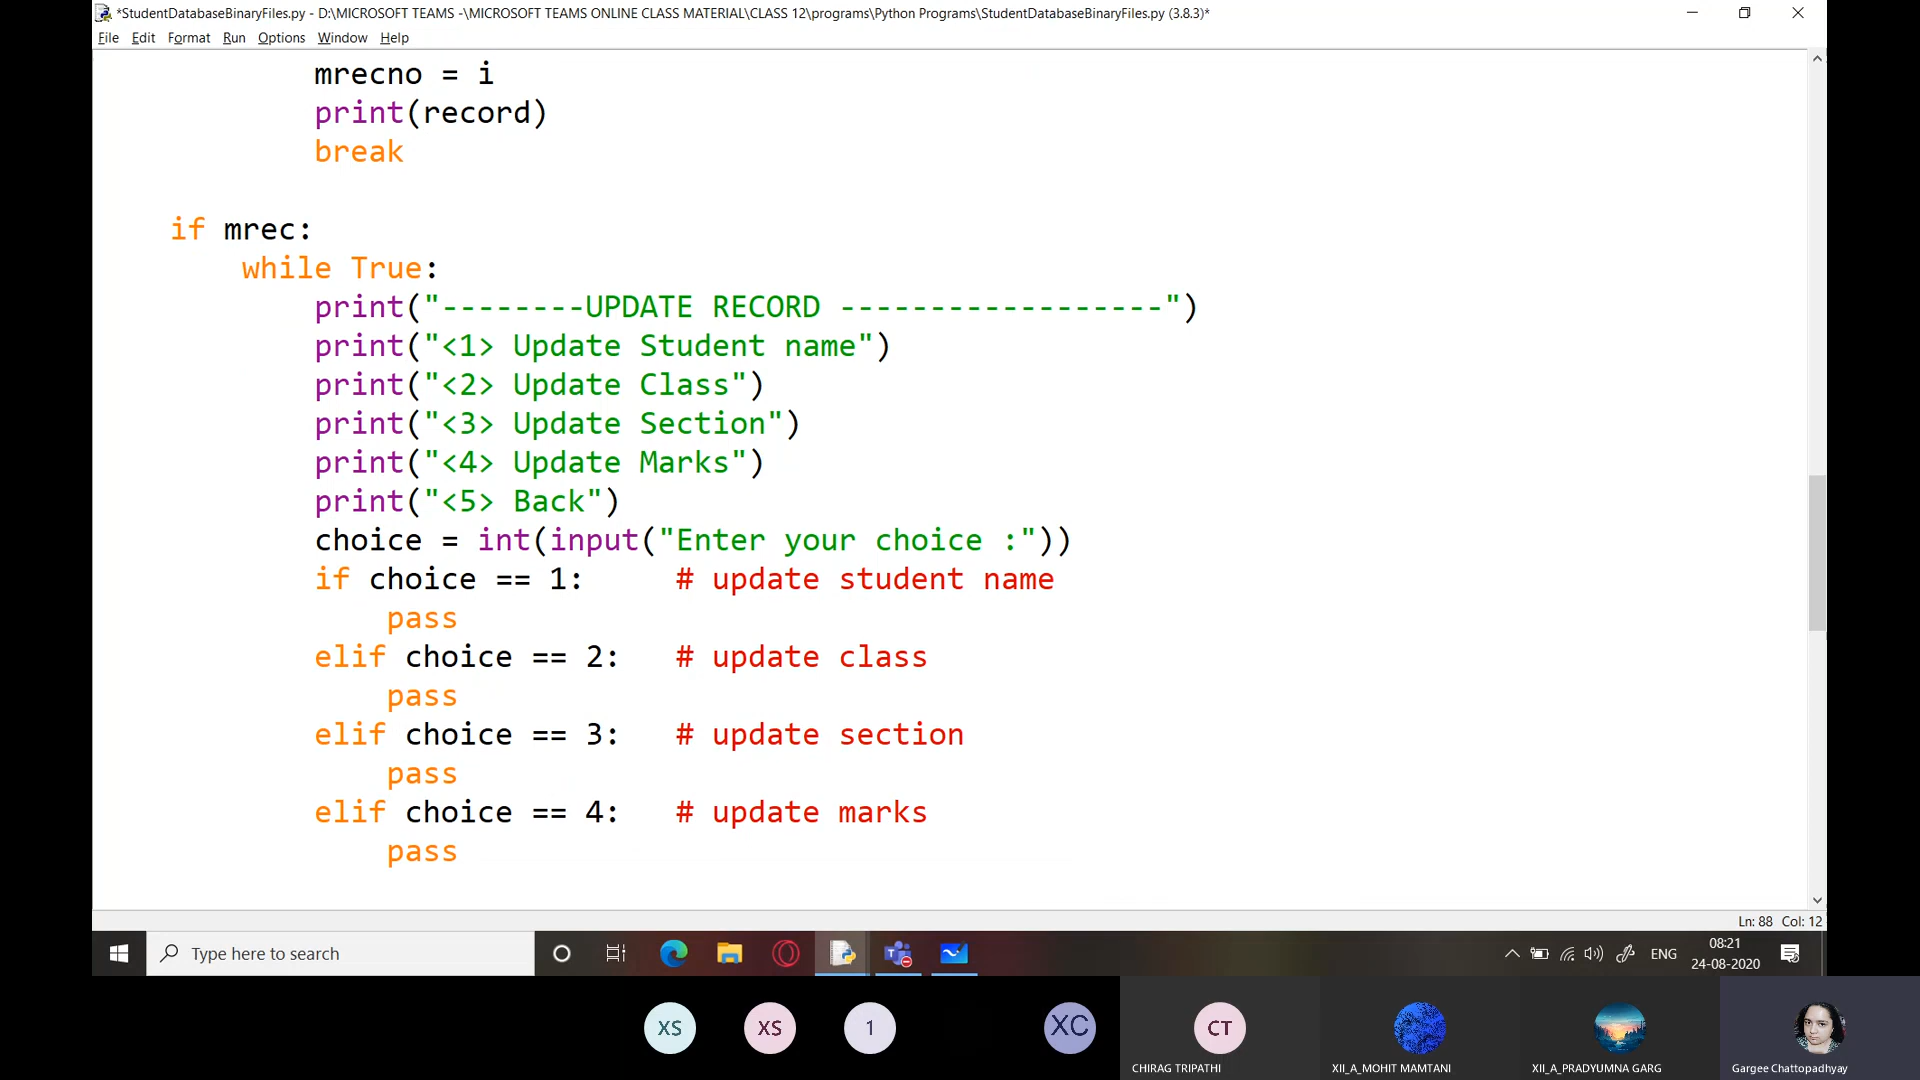 *StudentDatabaseBinaryFiles.py - D:\MICROSOFT TEAMS -\MICROSOFT TEAMS ONLINE CLASS MATERIAL\CLASS 12\programs\Python Programs\StudentDatabaseBinaryFiles.py (3.8.3)*
File Edit Format Run Options Window Help
mrecno = i
print(record)
break
if mrec:
while True:
print("--------UPDATE RECORD ------------------")
print("<1> Update Student name")
print("<2> Update Class")
print("<3> Update Section")
print("<4> Update Marks")
print("<5> Back")
choice = int(input("Enter your choice :"))
if choice == 1: # update student name
pass
elif choice == 2: # update class
pass
elif choice == 3: # update section
pass
elif choice == 4: # update marks
pass
Ln: 88 Col: 12
Type here to search
ENG
08:21
24-08-2020
XS
XS
1
XC
CT
CHIRAG TRIPATHI
XII_A_MOHIT MAMTANI
XII_A_PRADYUMNA GARG
Gargee Chattopadhyay